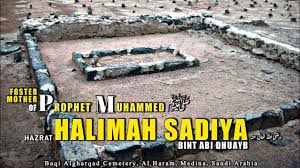 FOSTER
MOTHER
OF PROPHET MUHAMMED
HAZRAT HALIMAH SADIYA
BINT ABI DHUAYB
Baqi Algharqad Cemetery, Al Haram, Medina, Saudi Arabia